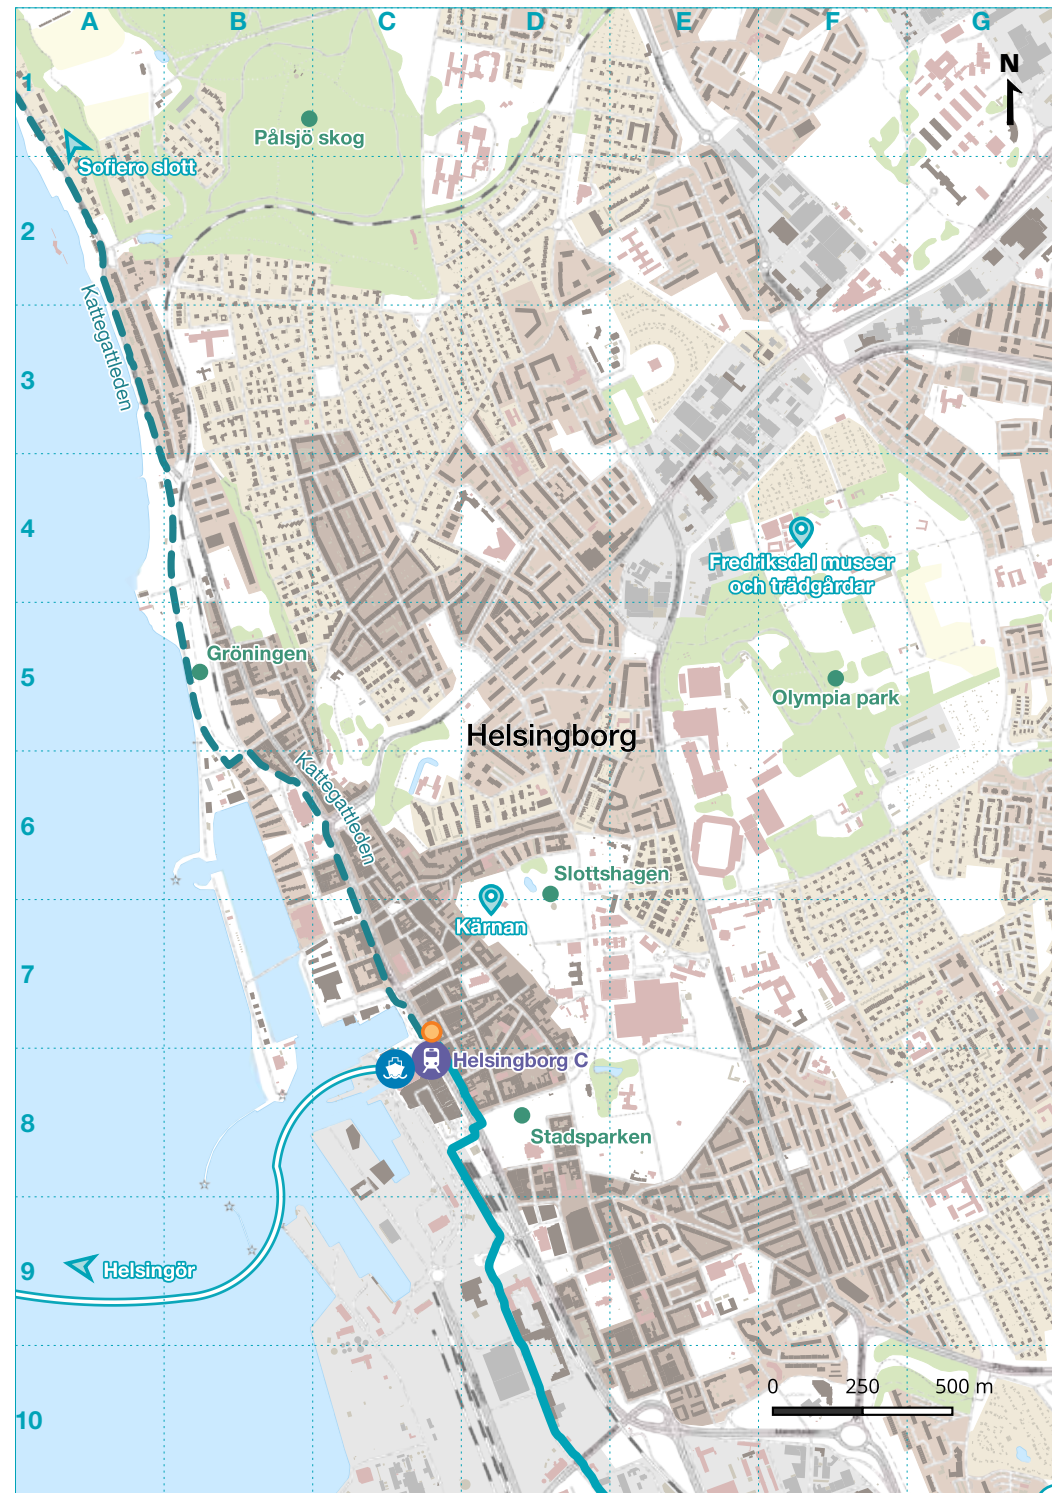 A B C D E F G
N
1
Pålsjö skog
Sofiero slott
2
Kattegattleden
3
4
Fredriksdal museer
och trädgårdar
Gröningen
5
Olympia park
Helsingborg
Kattegattleden
6
Slottshagen
Kärnan
7
Helsingborg C
8
Stadsparken
9
Helsingör
0 250 500 m
10